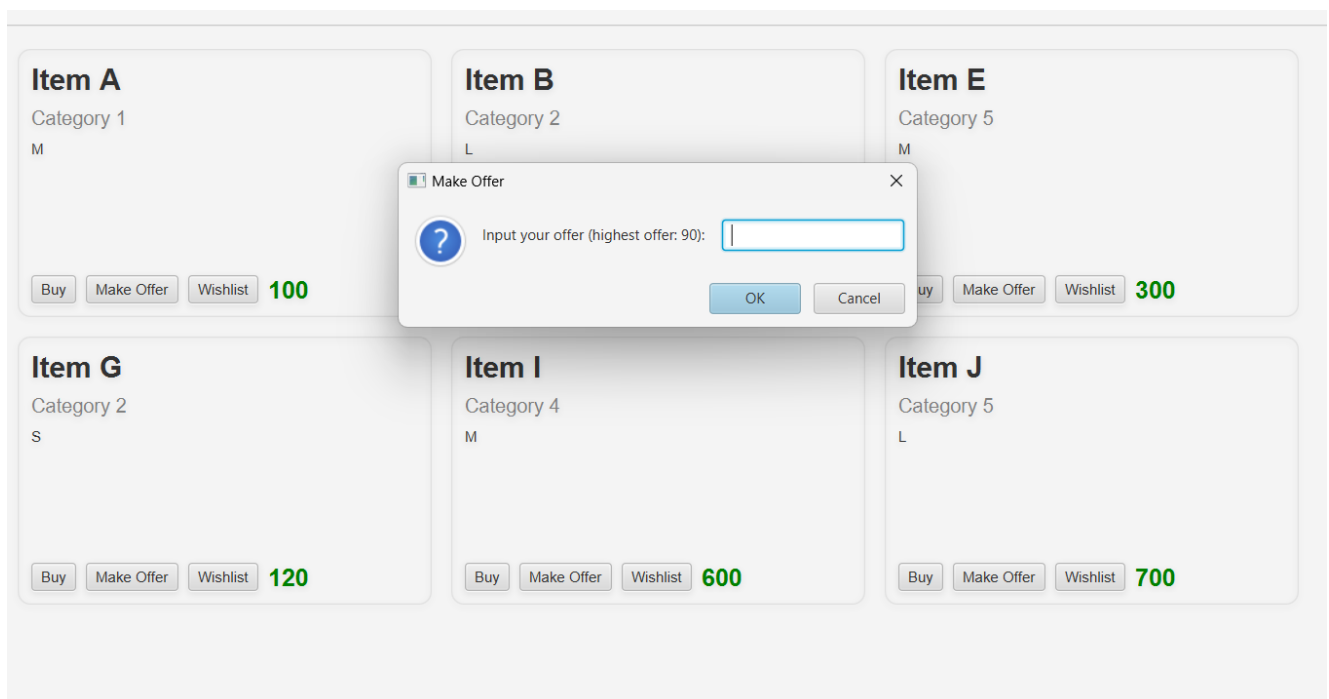 Item A
Category 1
M
Buy Make Offer Wishlist 100
Item B
Category 2
L
Item E
Category 5
M
Make Offer Wishlist 300
Make Offer
Input your offer (highest offer: 90):
OK Cancel
Item G
Category 2
S
Buy Make Offer Wishlist 120
Item I
Category 4
M
Buy Make Offer Wishlist 600
Item J
Category 5
L
Buy Make Offer Wishlist 700